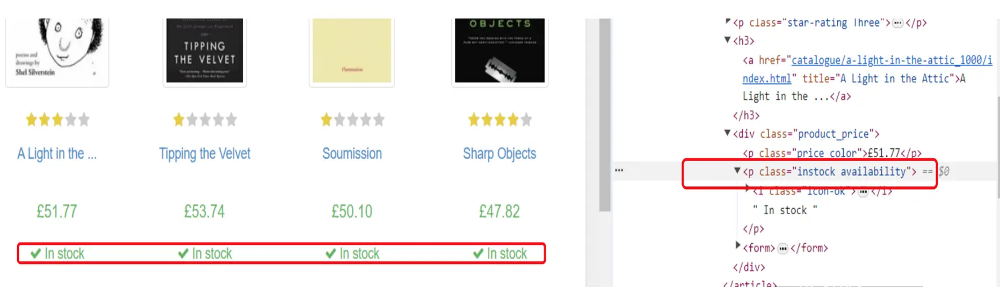 OBJECTS
poems and
drawings by
Shel Silverstein
TIPPING
THE VELVET
Flammarion
A Light in the ...
Tipping the Velvet
Soumission
Sharp Objects
£51.77
£53.74
£50.10
£47.82
In stock
In stock
In stock
In stock
<p class="star-rating Three">...</p>
<h3>
<a href="catalogue/a-light-in-the-attic_1000/i
ndex.html" title="A Light in the Attic">A
Light in the ...</a>
</h3>
<div class="product_price">
<p class="price_color">£51.77</p>
... <p class="instock availability"> == $0
<i class="icon-ok">...</i>
" In stock "
</p>
<form>...</form>
</div>
</article>